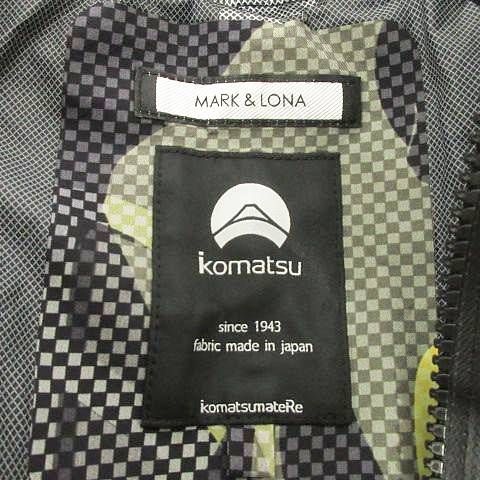 MARK & LONA
komatsu
since 1943
fabric made in japan
komatsumateRe